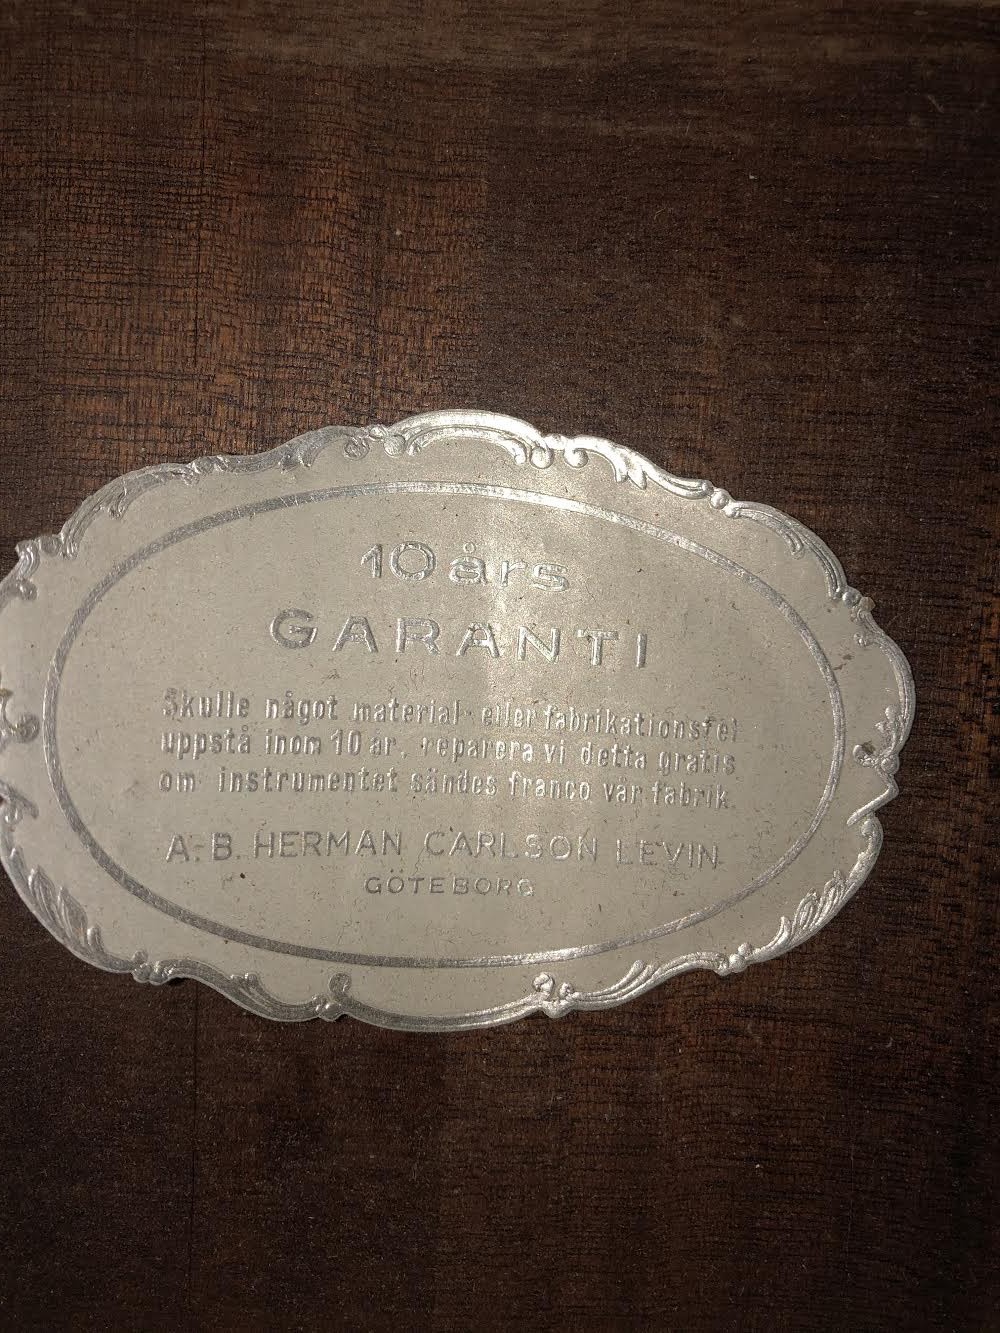 10 års
GARANTI
Skulle något material- eller fabrikationsfel
uppstå inom 10 år, reparera vi detta gratis
om instrumentet sändes franco vår fabrik.
A.-B. HERMAN CARLSON LEVIN
GÖTEBORG